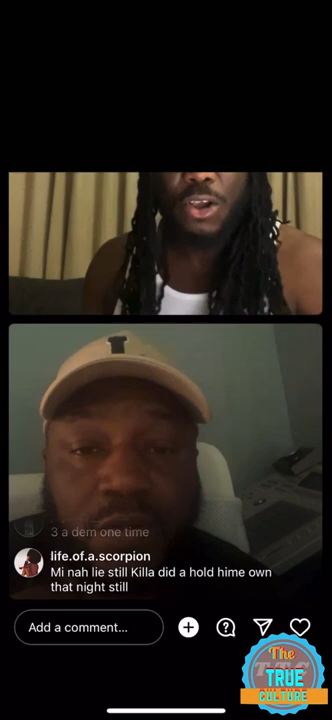 3 a dem one time
life.of.a.scorpion
Mi nah lie still Killa did a hold hime own
that night still
Add a comment...
The
TTC
TRUE
CULTURE